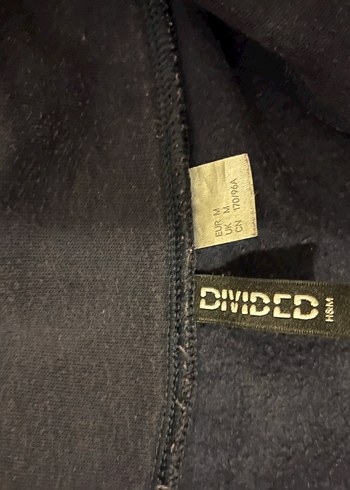 EUR M
UK M
CN 170/96A
DIVIDED
H&M